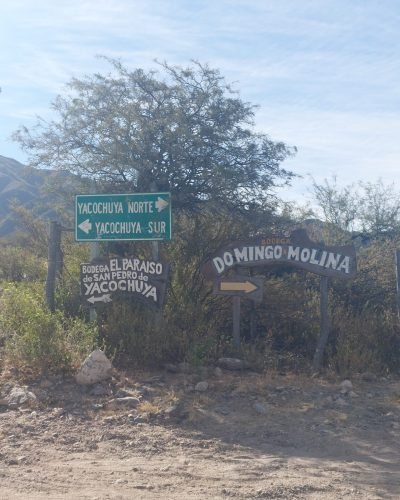 YACOCHUYA NORTE
YACOCHUYA SUR
BODEGA EL PARAISO
de SAN PEDRO de
YACOCHUYA
BODEGA
DOMINGO MOLINA